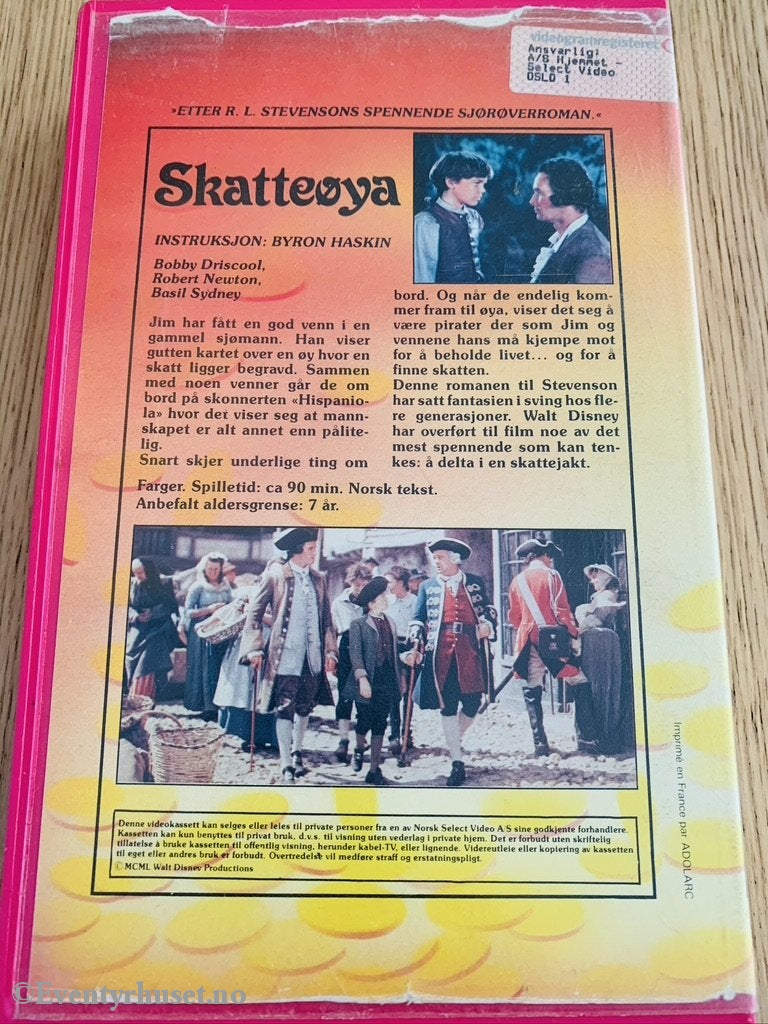 videogramregisteret
Ansvarlig:
A/S Hjemmet -
Select Video
OSLO 1
»ETTER R. L. STEVENSONS SPENNENDE SJØRØVERROMAN.«
Skatteøya
INSTRUKSJON: BYRON HASKIN
Bobby Driscool,
Robert Newton,
Basil Sydney
Jim har fått en god venn i en
gammel sjømann. Han viser
gutten kartet over en øy hvor en
skatt ligger begravd. Sammen
med noen venner går de om
bord på skonnerten «Hispanio-
la» hvor det viser seg at mann-
skapet er alt annet enn pålite-
lig.
Snart skjer underlige ting om
bord. Og når de endelig kom-
mer fram til øya, viser det seg å
være pirater der som Jim og
vennene hans må kjempe mot
for å beholde livet... og for å
finne skatten.
Denne romanen til Stevenson
har satt fantasien i sving hos fle-
re generasjoner. Walt Disney
har overført til film noe av det
mest spennende som kan ten-
kes: å delta i en skattejakt.
Farger. Spilletid: ca 90 min. Norsk tekst.
Anbefalt aldersgrense: 7 år.
Imprimé en France par ADOLARC
Denne videokassett kan selges eller leies til private personer fra en av Norsk Select Video A/S sine godkjente forhandlere.
Kassetten kan kun benyttes til privat bruk, d.v.s. til visning uten vederlag i private hjem. Det er forbudt uten skriftlig
tillatelse å bruke kassetten til offentlig visning, herunder kabel-TV, eller lignende. Videreutleie eller kopiering av kassetten
til eget eller andres bruk er forbudt. Overtredelse vil medføre straff og erstatningspligt.
© MCML Walt Disney Productions
©Eventyrhuset.no